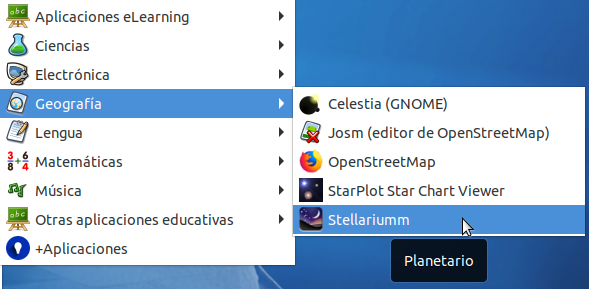 Aplicaciones eLearning
Ciencias
Electrónica
Geografía
Lengua
Matemáticas
Música
Otras aplicaciones educativas
+Aplicaciones
Celestia (GNOME)
Josm (editor de OpenStreetMap)
OpenStreetMap
StarPlot Star Chart Viewer
Stellariumm
Planetario